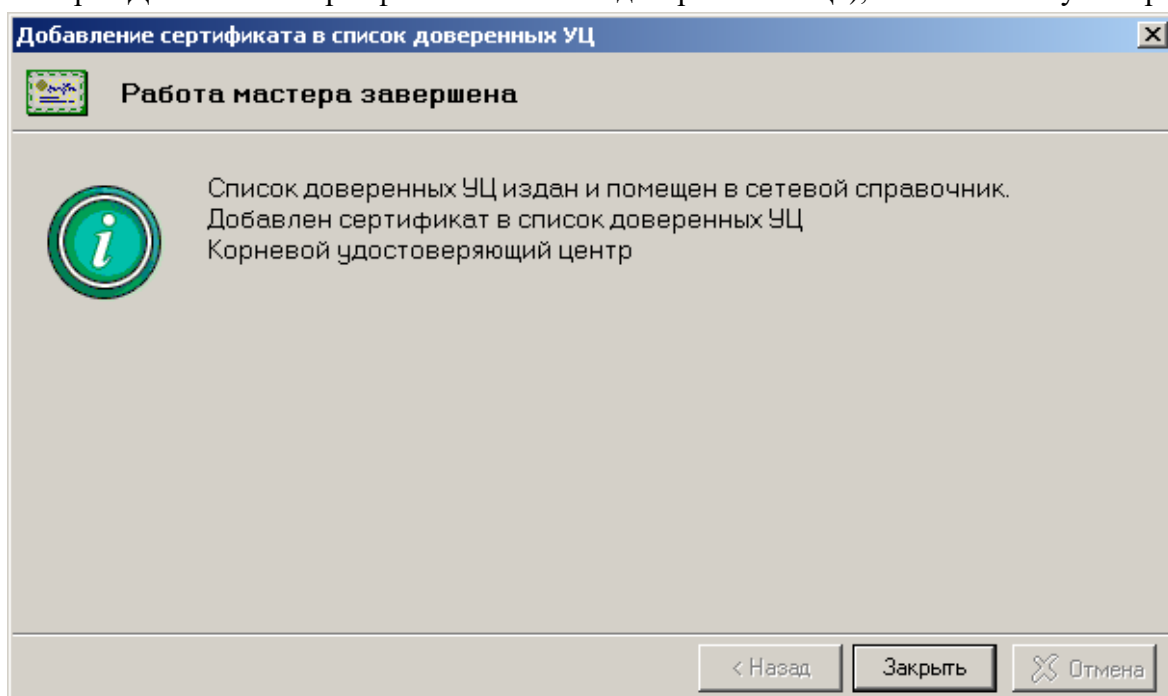 Добавление сертификата в список доверенных УЦ
Работа мастера завершена
Список доверенных УЦ издан и помещен в сетевой справочник.
Добавлен сертификат в список доверенных УЦ
Корневой удостоверяющий центр
< Назад
Закрыть
Отмена